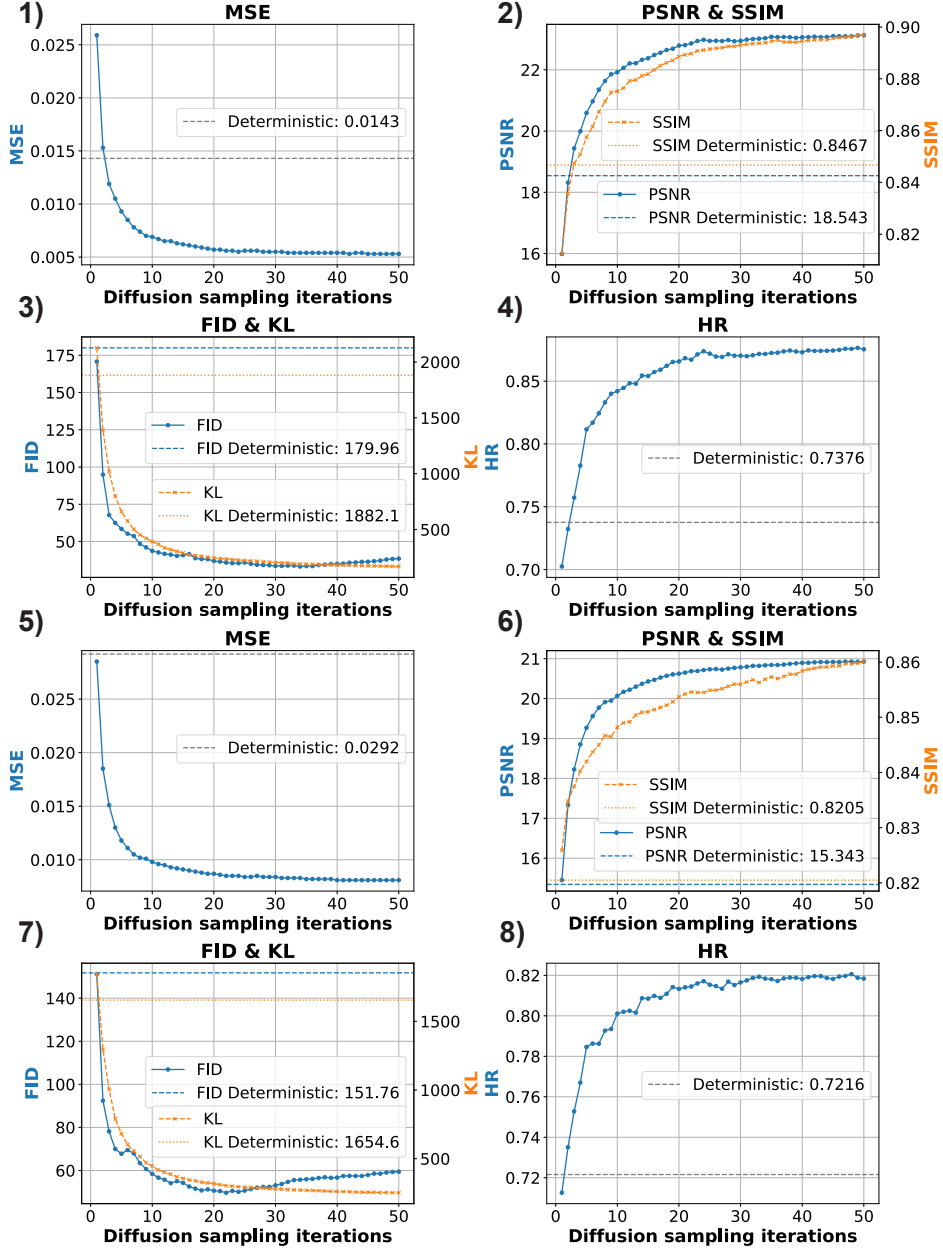 1)
MSE
MSE
0.025
0.020
0.015
0.010
0.005
Deterministic: 0.0143
0 10 20 30 40 50
Diffusion sampling iterations
2)
PSNR & SSIM
PSNR
22
20
18
16
SSIM
SSIM Deterministic: 0.8467
PSNR
PSNR Deterministic: 18.543
0.90
0.88
0.86
0.84
0.82
SSIM
0 10 20 30 40 50
Diffusion sampling iterations
3)
FID & KL
FID
175
150
125
100
75
50
FID
FID Deterministic: 179.96
KL
KL Deterministic: 1882.1
2000
1500
1000
500
KL
0 10 20 30 40 50
Diffusion sampling iterations
4)
HR
HR
0.85
0.80
0.75
0.70
Deterministic: 0.7376
0 10 20 30 40 50
Diffusion sampling iterations
5)
MSE
MSE
0.025
0.020
0.015
0.010
Deterministic: 0.0292
0 10 20 30 40 50
Diffusion sampling iterations
6)
PSNR & SSIM
PSNR
21
20
19
18
17
16
SSIM
SSIM Deterministic: 0.8205
PSNR
PSNR Deterministic: 15.343
0.86
0.85
0.84
0.83
0.82
SSIM
0 10 20 30 40 50
Diffusion sampling iterations
7)
FID & KL
FID
140
120
100
80
60
FID
FID Deterministic: 151.76
KL
KL Deterministic: 1654.6
1500
1000
500
KL
0 10 20 30 40 50
Diffusion sampling iterations
8)
HR
HR
0.82
0.80
0.78
0.76
0.74
0.72
Deterministic: 0.7216
0 10 20 30 40 50
Diffusion sampling iterations